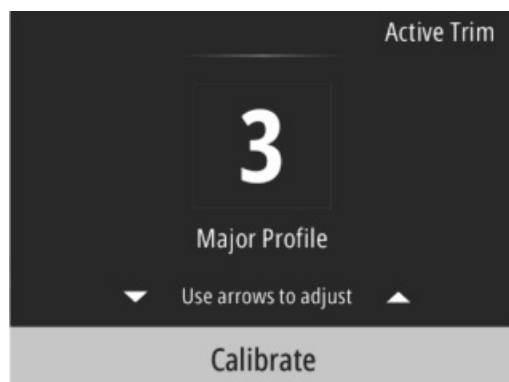 Active Trim
3
Major Profile
Use arrows to adjust
Calibrate